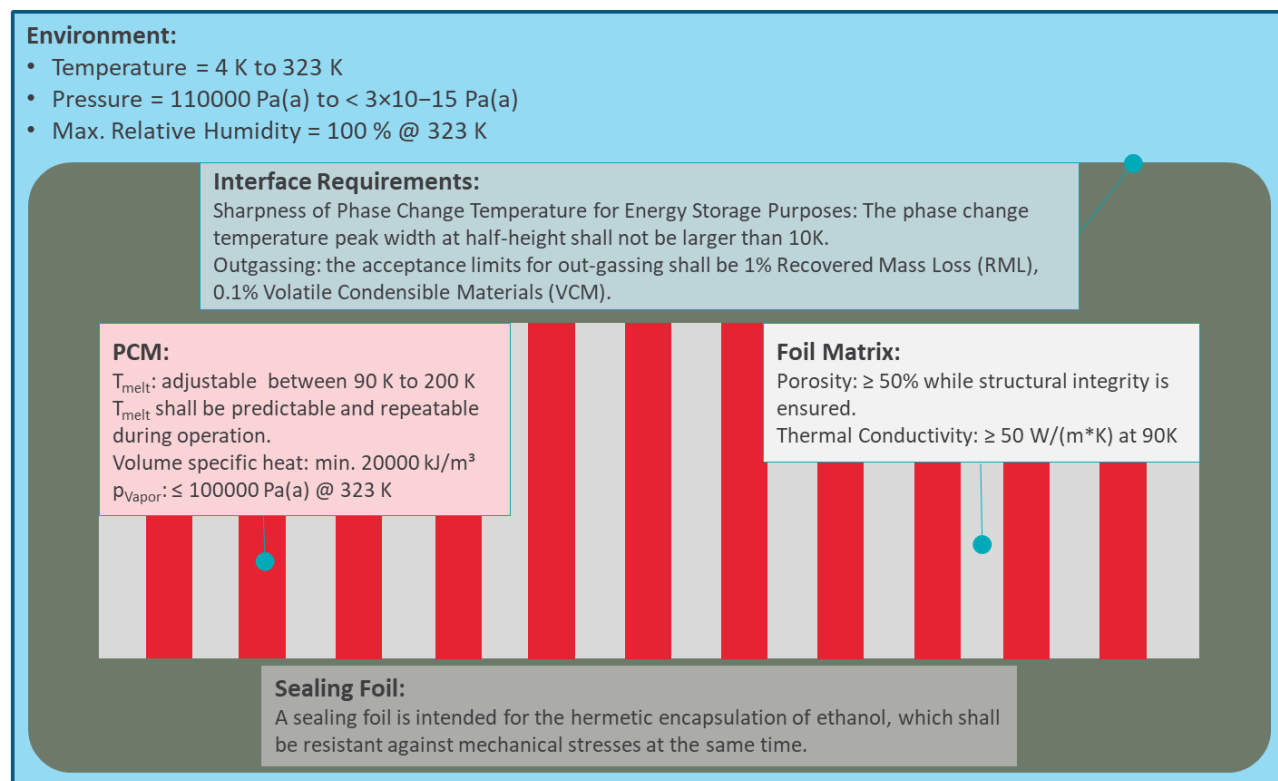 Environment:
• Temperature = 4 K to 323 K
• Pressure = 110000 Pa(a) to < 3×10−15 Pa(a)
• Max. Relative Humidity = 100 % @ 323 K
Interface Requirements:
Sharpness of Phase Change Temperature for Energy Storage Purposes: The phase change
temperature peak width at half-height shall not be larger than 10K.
Outgassing: the acceptance limits for out-gassing shall be 1% Recovered Mass Loss (RML),
0.1% Volatile Condensible Materials (VCM).
PCM:
Tmelt: adjustable between 90 K to 200 K
Tmelt shall be predictable and repeatable
during operation.
Volume specific heat: min. 20000 kJ/m³
pVapor: ≤ 100000 Pa(a) @ 323 K
Foil Matrix:
Porosity: ≥ 50% while structural integrity is
ensured.
Thermal Conductivity: ≥ 50 W/(m*K) at 90K
Sealing Foil:
A sealing foil is intended for the hermetic encapsulation of ethanol, which shall
be resistant against mechanical stresses at the same time.